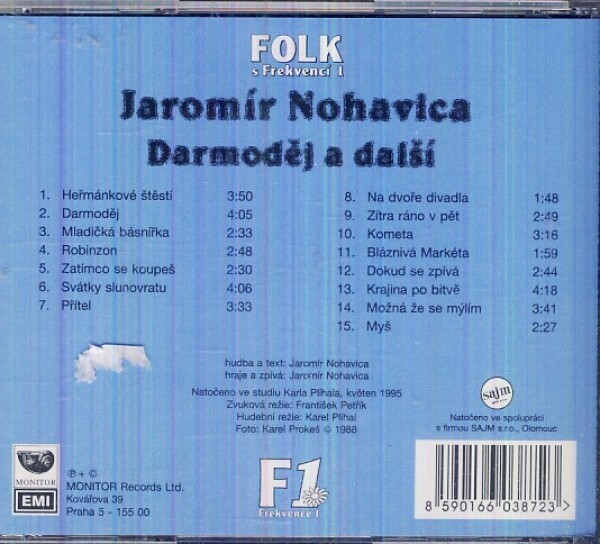 FOLK
s Frekvencí 1
Jaromír Nohavica
Darmoděj a další
1. Heřmánkové štěstí 3:50
2. Darmoděj 4:05
3. Mladičká básnířka 2:33
4. Robinzon 2:48
5. Zatímco se koupeš 2:30
6. Svátky slunovratu 4:06
7. Přítel 3:33
8. Na dvoře divadla 1:48
9. Zítra ráno v pět 2:49
10. Kometa 3:16
11. Bláznivá Markéta 1:59
12. Dokud se zpívá 2:44
13. Krajina po bitvě 4:18
14. Možná že se mýlím 3:41
15. Myš 2:27
hudba a text: Jaromír Nohavica
hraje a zpívá: Jaromír Nohavica
Natočeno ve studiu Karla Plíhala, květen 1995
Zvuková režie: František Petřík
Hudební režie: Karel Plíhal
Foto: Karel Prokeš © 1988
sajm
Natočeno ve spolupráci
s firmou SAJM s.r.o., Olomouc
MONITOR
EMI
℗ + ©
MONITOR Records Ltd.
Kovářova 39
Praha 5 - 155 00
F1
Frekvence 1
8 590166 038723 >